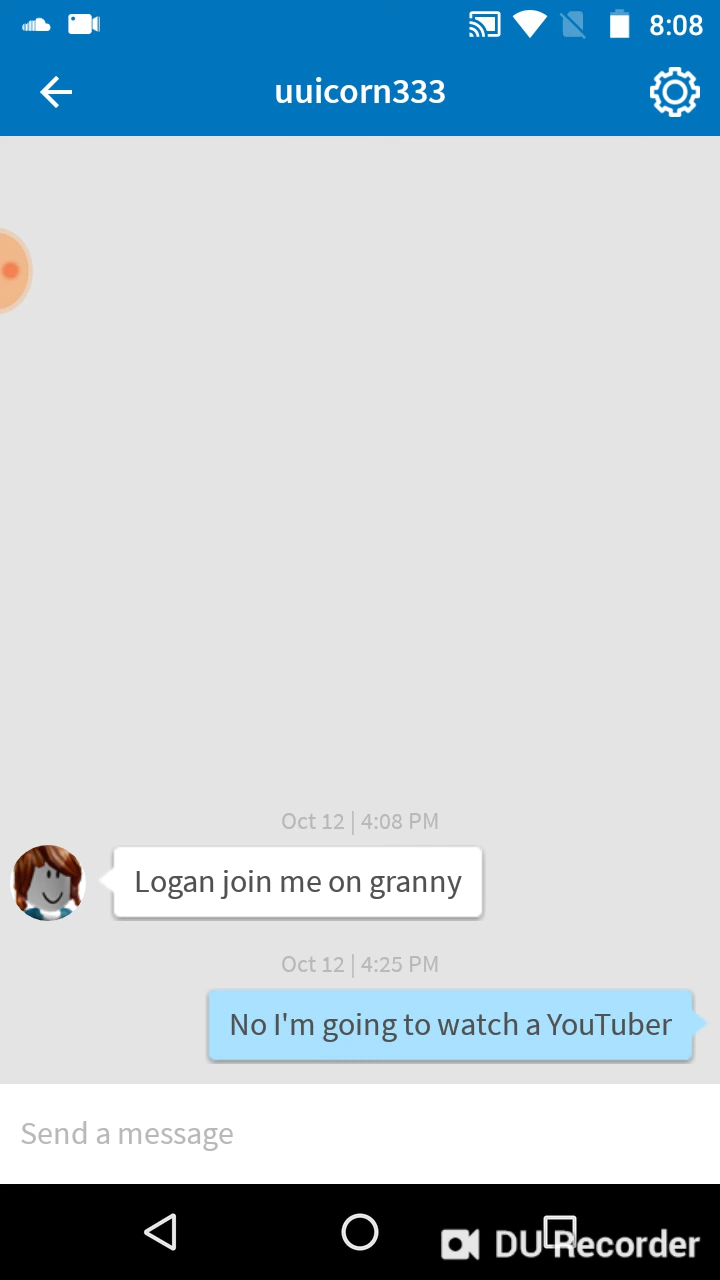 8:08
uuicorn333
Oct 12 | 4:08 PM
Logan join me on granny
Oct 12 | 4:25 PM
No I'm going to watch a YouTuber
Send a message
DU Recorder